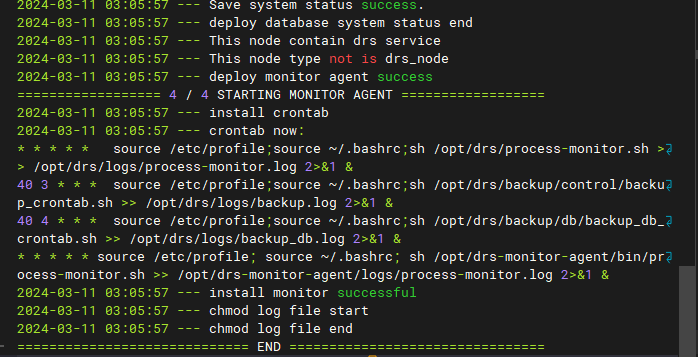 2024-03-11 03:05:57 --- Save system status success.
2024-03-11 03:05:57 --- deploy database system status end
2024-03-11 03:05:57 --- This node contain drs service
2024-03-11 03:05:57 --- This node type not is drs_node
2024-03-11 03:05:57 --- deploy monitor agent success
================== 4 / 4 STARTING MONITOR AGENT ==================
2024-03-11 03:05:57 --- install crontab
2024-03-11 03:05:57 --- crontab now:
* * * * *   source /etc/profile;source ~/.bashrc;sh /opt/drs/process-monitor.sh >
> /opt/drs/logs/process-monitor.log 2>&1 &
40 3 * * *  source /etc/profile;source ~/.bashrc;sh /opt/drs/backup/control/backu
p_crontab.sh >> /opt/drs/logs/backup.log 2>&1 &
40 4 * * *  source /etc/profile;source ~/.bashrc;sh /opt/drs/backup/db/backup_db_
crontab.sh >> /opt/drs/logs/backup_db.log 2>&1 &
* * * * * source /etc/profile; source ~/.bashrc; sh /opt/drs-monitor-agent/bin/pr
ocess-monitor.sh >> /opt/drs-monitor-agent/logs/process-monitor.log 2>&1 &
2024-03-11 03:05:57 --- install monitor successful
2024-03-11 03:05:57 --- chmod log file start
2024-03-11 03:05:57 --- chmod log file end
============================= END ================================